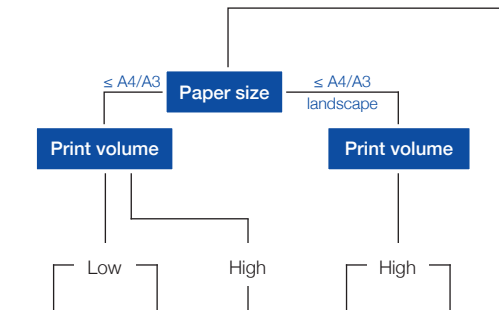 ≤ A4/A3
Paper size
≤ A4/A3
landscape
Print volume
Print volume
Low
High
High